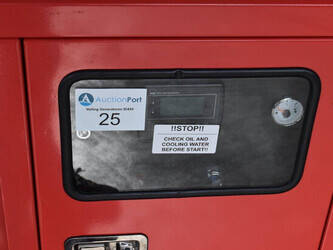 AuctionPort
25
!!STOP!!
CHECK OIL AND
COOLING WATER
BEFORE START!!